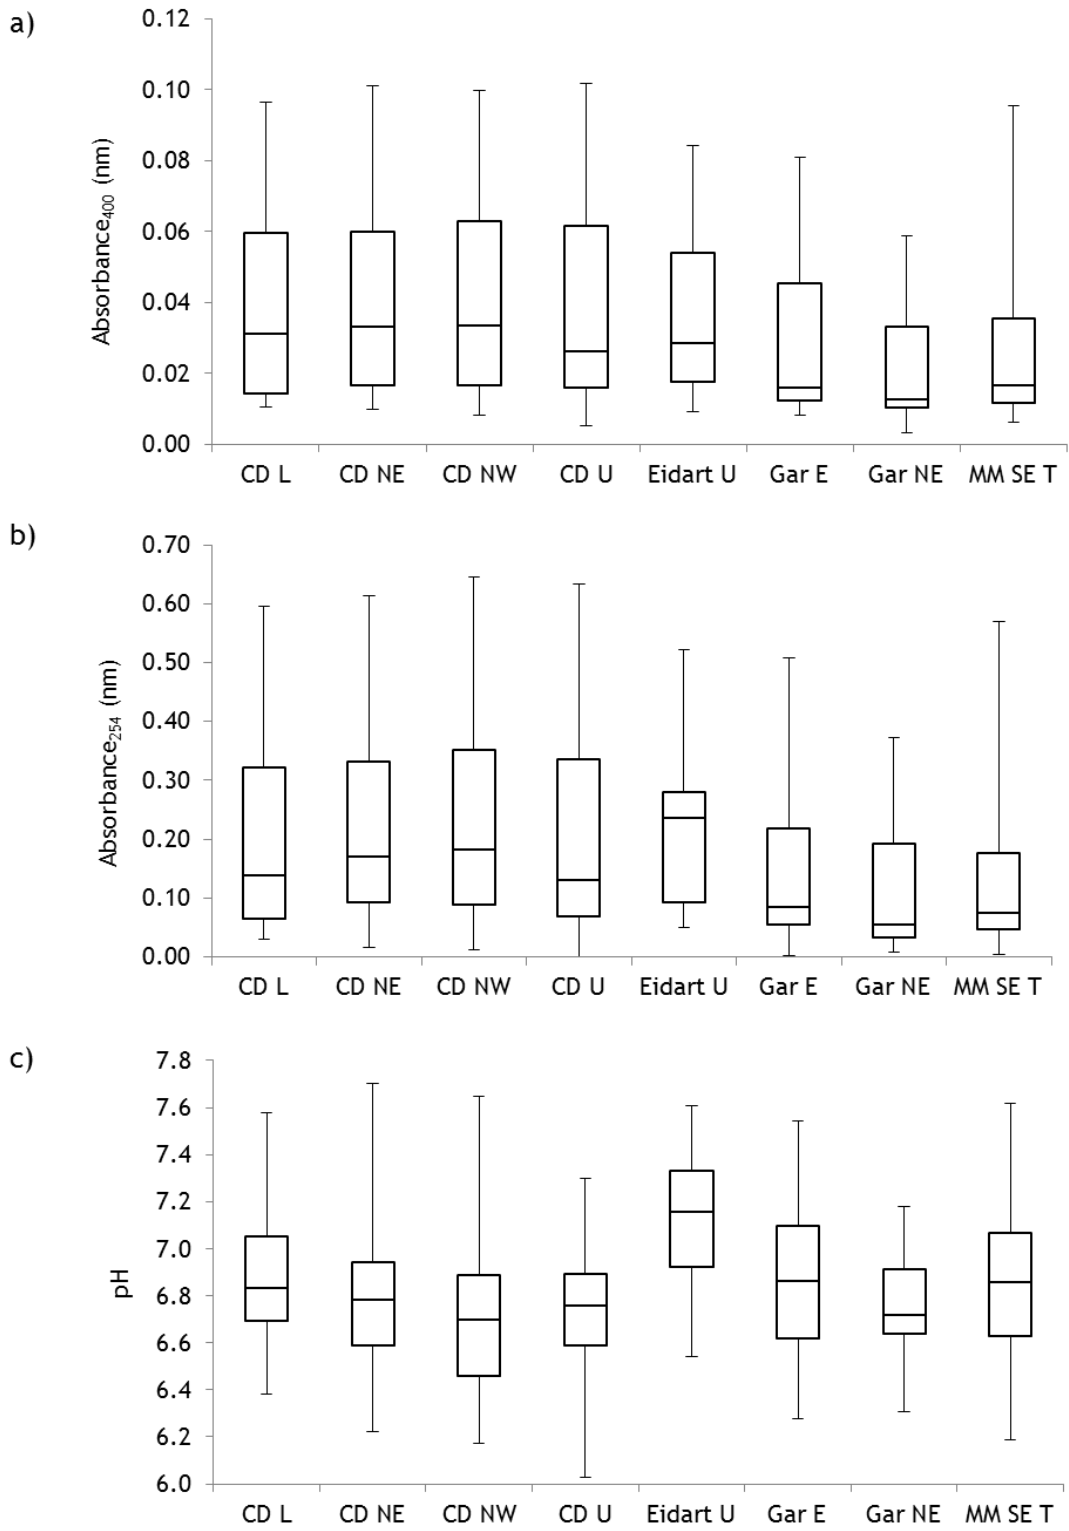 a)
0.12
0.10
0.08
0.06
0.04
0.02
0.00
Absorbance400 (nm)
CD L CD NE CD NW CD U Eidart U Gar E Gar NE MM SE T
b)
0.70
0.60
0.50
0.40
0.30
0.20
0.10
0.00
Absorbance254 (nm)
CD L CD NE CD NW CD U Eidart U Gar E Gar NE MM SE T
c)
7.8
7.6
7.4
7.2
7.0
6.8
6.6
6.4
6.2
6.0
pH
CD L CD NE CD NW CD U Eidart U Gar E Gar NE MM SE T